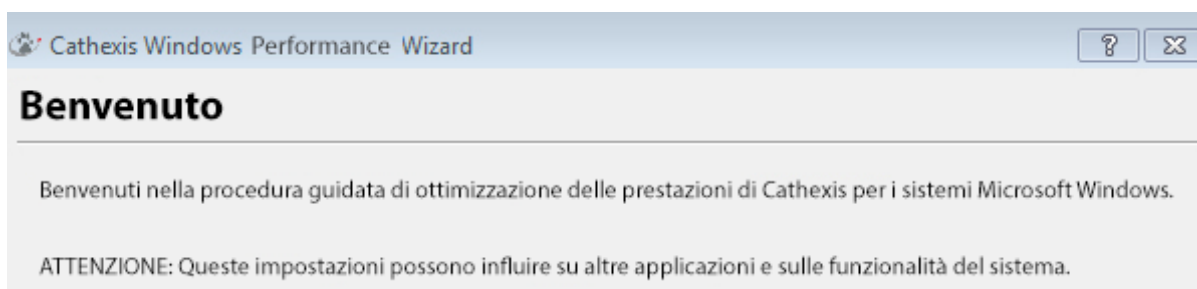 Cathexis Windows Performance Wizard
Benvenuto
Benvenuti nella procedura guidata di ottimizzazione delle prestazioni di Cathexis per i sistemi Microsoft Windows.
ATTENZIONE: Queste impostazioni possono influire su altre applicazioni e sulle funzionalità del sistema.